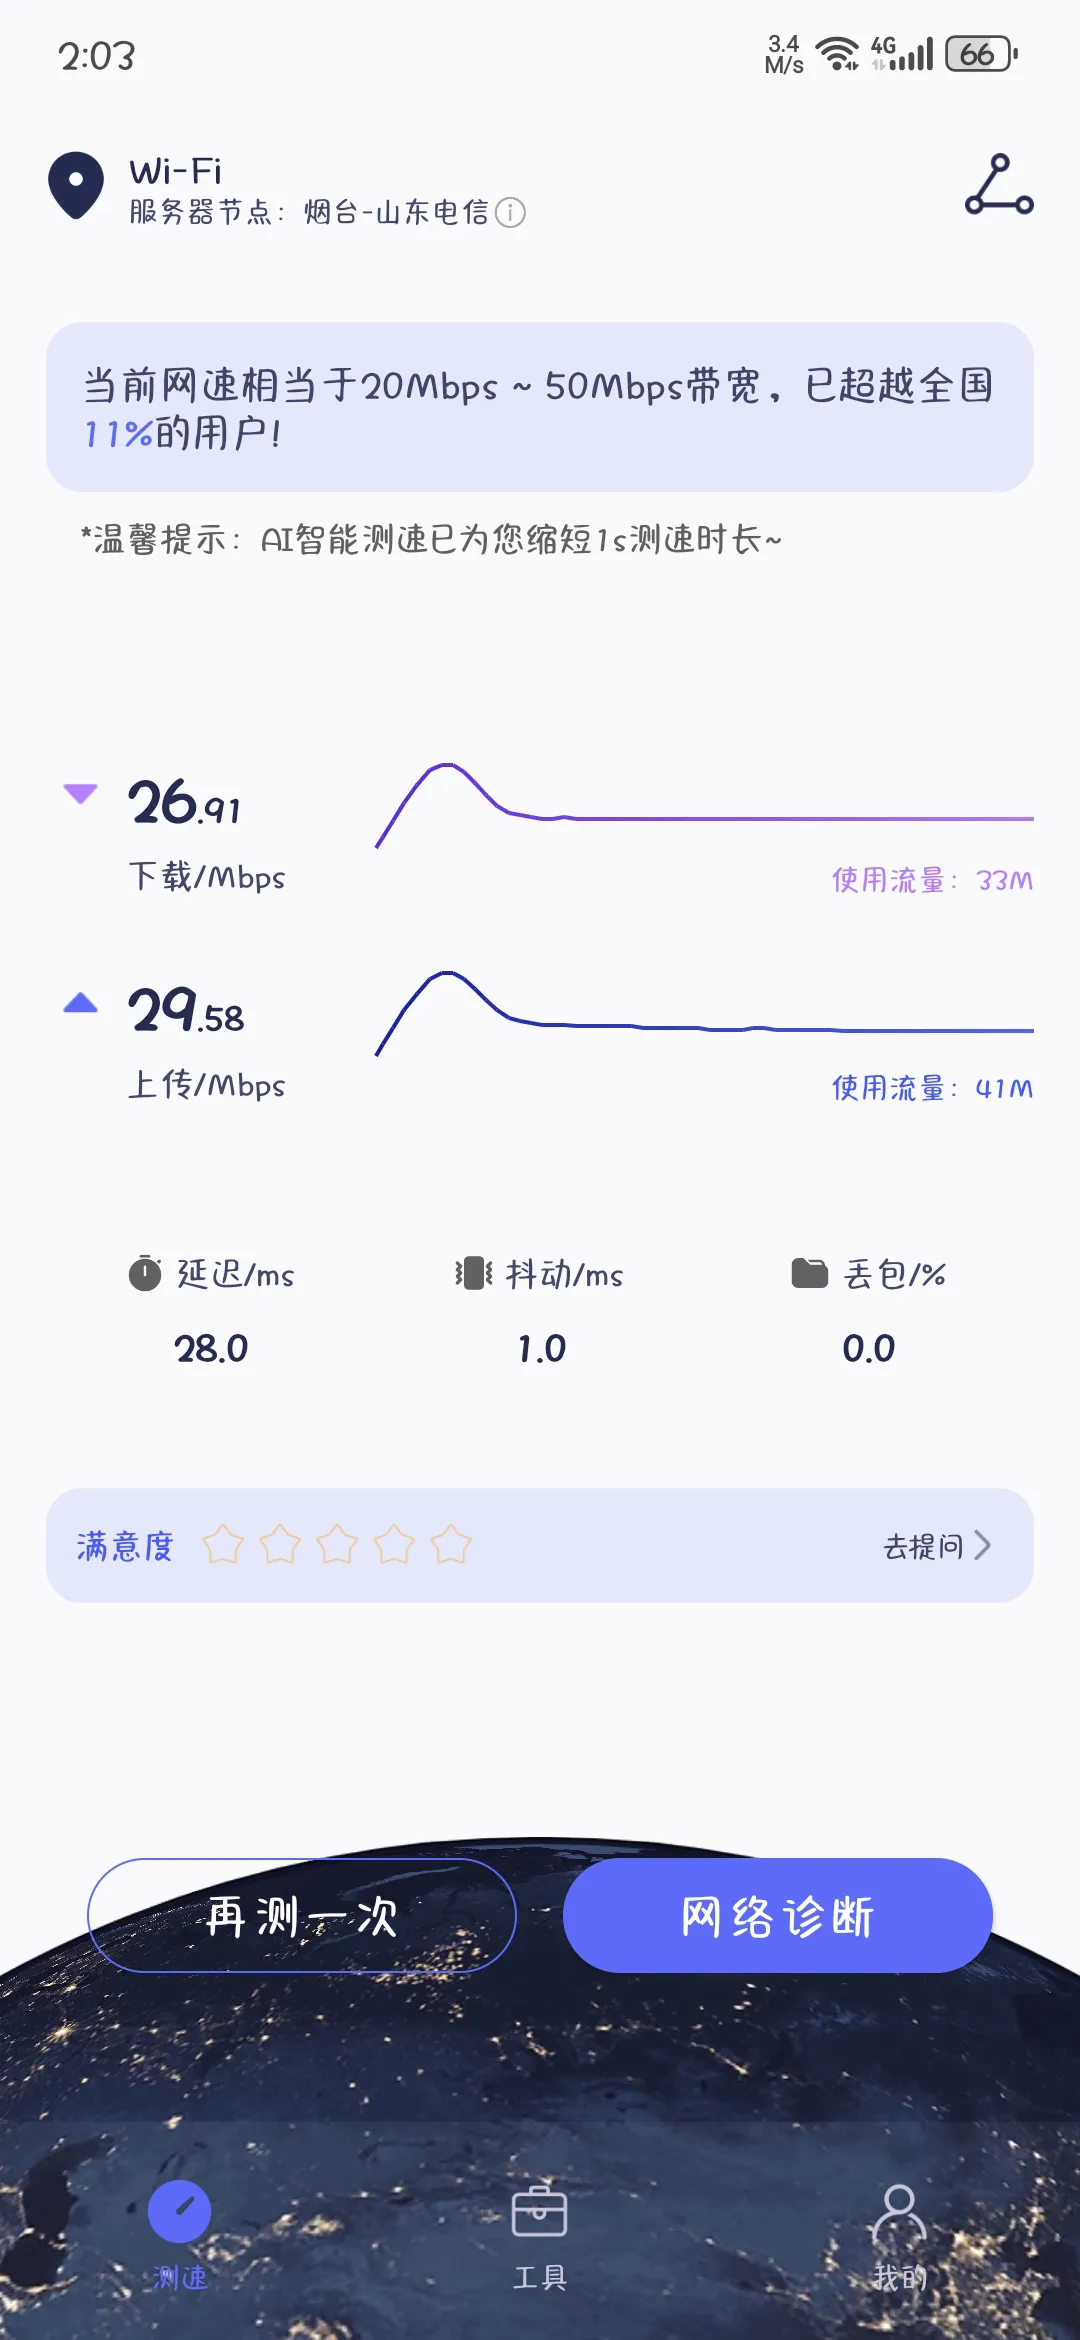 2:03
3.4
M/s
4G
66
Wi-Fi
服务器节点：烟台-山东电信
当前网速相当于20Mbps ~ 50Mbps带宽，已超越全国
11%的用户!
*温馨提示：AI智能测速已为您缩短1s测速时长~
26.91
下载/Mbps
使用流量：33M
29.58
上传/Mbps
使用流量：41M
延迟/ms
抖动/ms
丢包/%
28.0
1.0
0.0
满意度
去提问
再测一次
网络诊断
测速
工具
我的